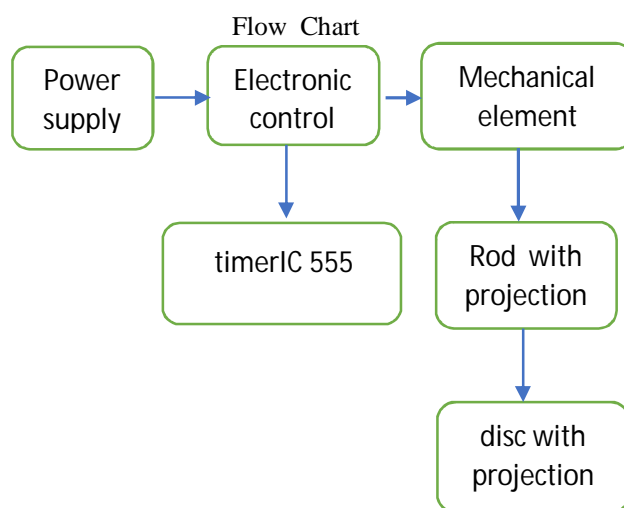 Flow Chart
Power
supply
Electronic
control
Mechanical
element
timerIC 555
Rod with
projection
disc with
projection